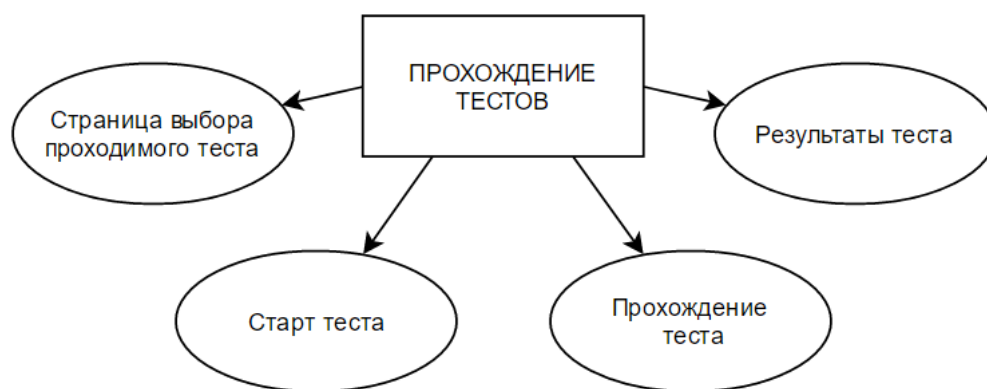 ПРОХОЖДЕНИЕ
ТЕСТОВ
Страница выбора
проходимого теста
Результаты теста
Старт теста
Прохождение
теста